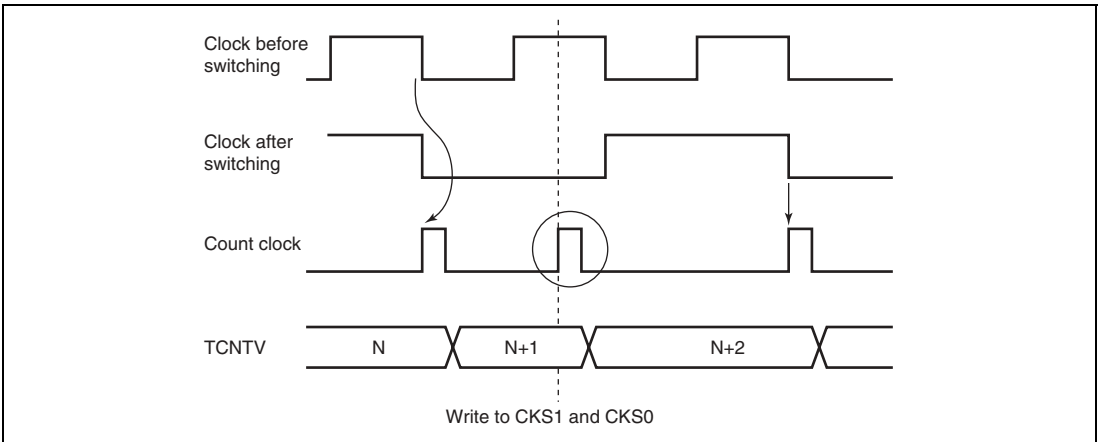 Clock before
switching
Clock after
switching
Count clock
TCNTV
N
N+1
N+2
Write to CKS1 and CKS0